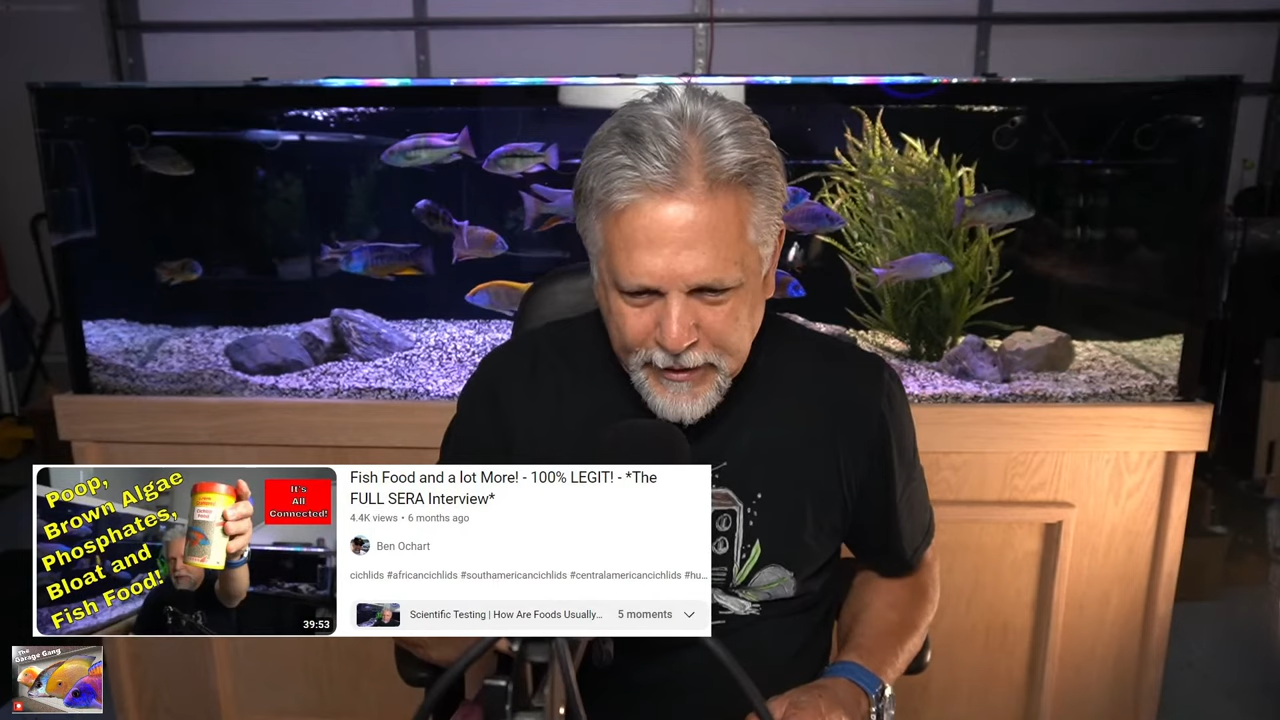 Poop,
Brown Algae
Phosphates,
Bloat and
Fish Food!
It's
All
Connected!
39:53
Fish Food and a lot More! - 100% LEGIT! - *The
FULL SERA Interview*
4.4K views • 6 months ago
Ben Ochart
cichlids #africancichlids #southamericancichlids #centralamericancichlids #hu...
Scientific Testing | How Are Foods Usually...
5 moments
The
Garage Gang